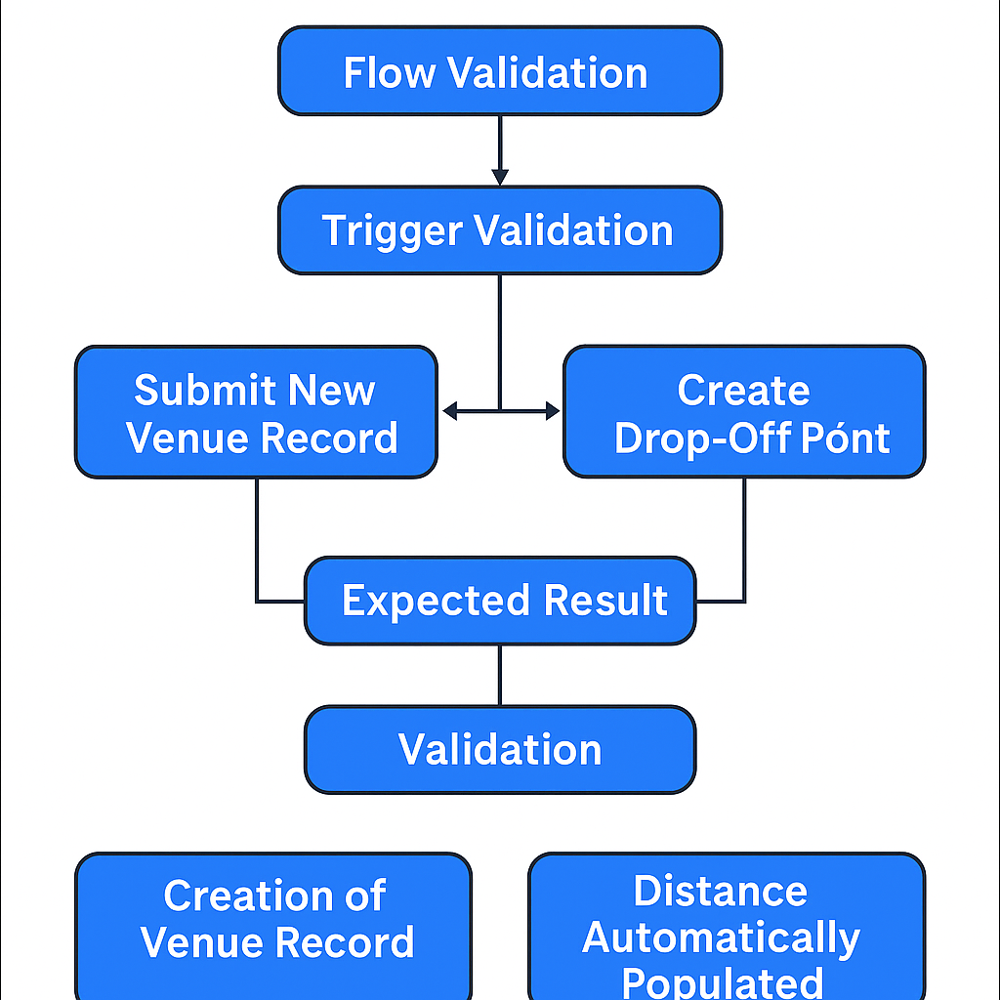 Flow Validation
Trigger Validation
Submit New
Venue Record
Create
Drop-Off Pónt
Expected Result
Validation
Creation of
Venue Record
Distance
Automatically
Populated